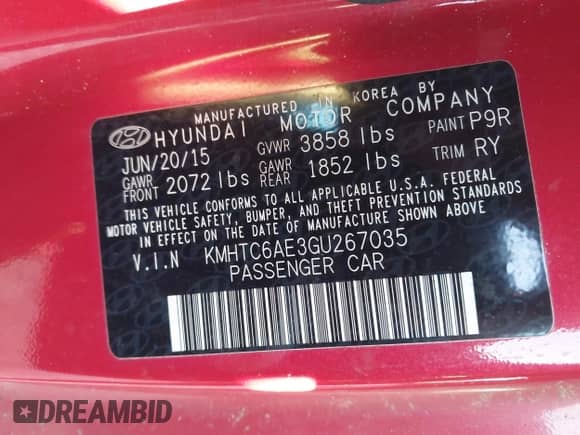 MANUFACTURED IN KOREA BY
HYUNDAI MOTOR COMPANY
JUN/20/15 GVWR 3858 lbs PAINT P9R
GAWR FRONT 2072 lbs GAWR REAR 1852 lbs TRIM RY
THIS VEHICLE CONFORMS TO ALL APPLICABLE U.S.A. FEDERAL
MOTOR VEHICLE SAFETY, BUMPER, AND THEFT PREVENTION STANDARDS
IN EFFECT ON THE DATE OF MANUFACTURE SHOWN ABOVE
V.I.N KMHTC6AE3GU267035
PASSENGER CAR
DREAMBID